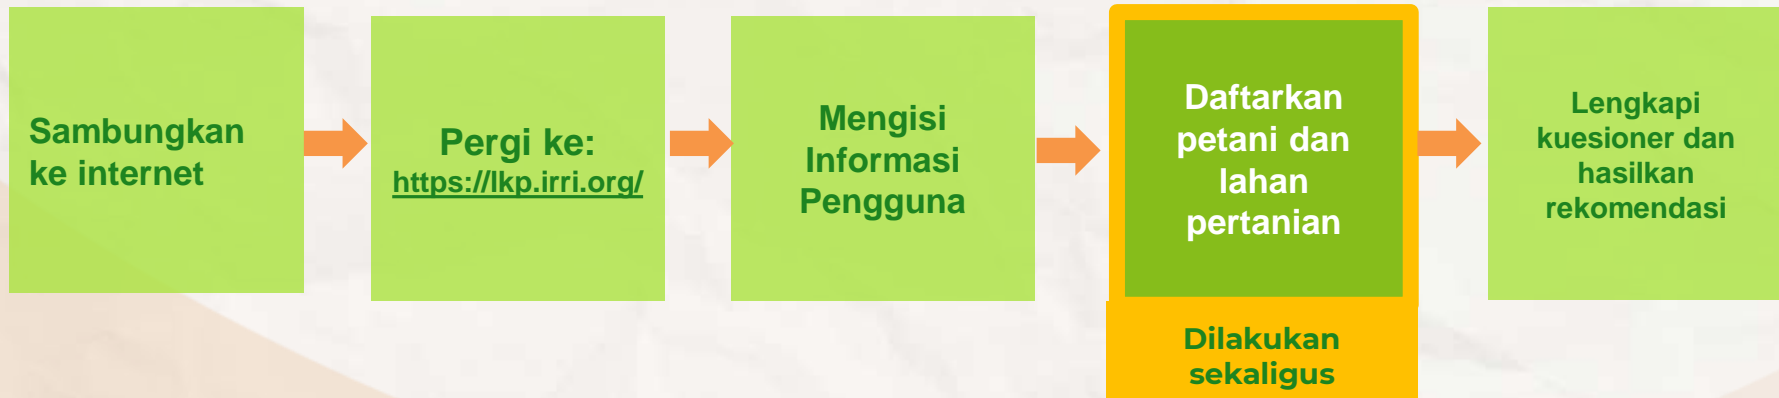 Sambungkan
ke internet
Pergi ke:
https://lkp.irri.org/
Mengisi
Informasi
Pengguna
Daftarkan
petani dan
lahan
pertanian
Dilakukan
sekaligus
Lengkapi
kuesioner dan
hasilkan
rekomendasi